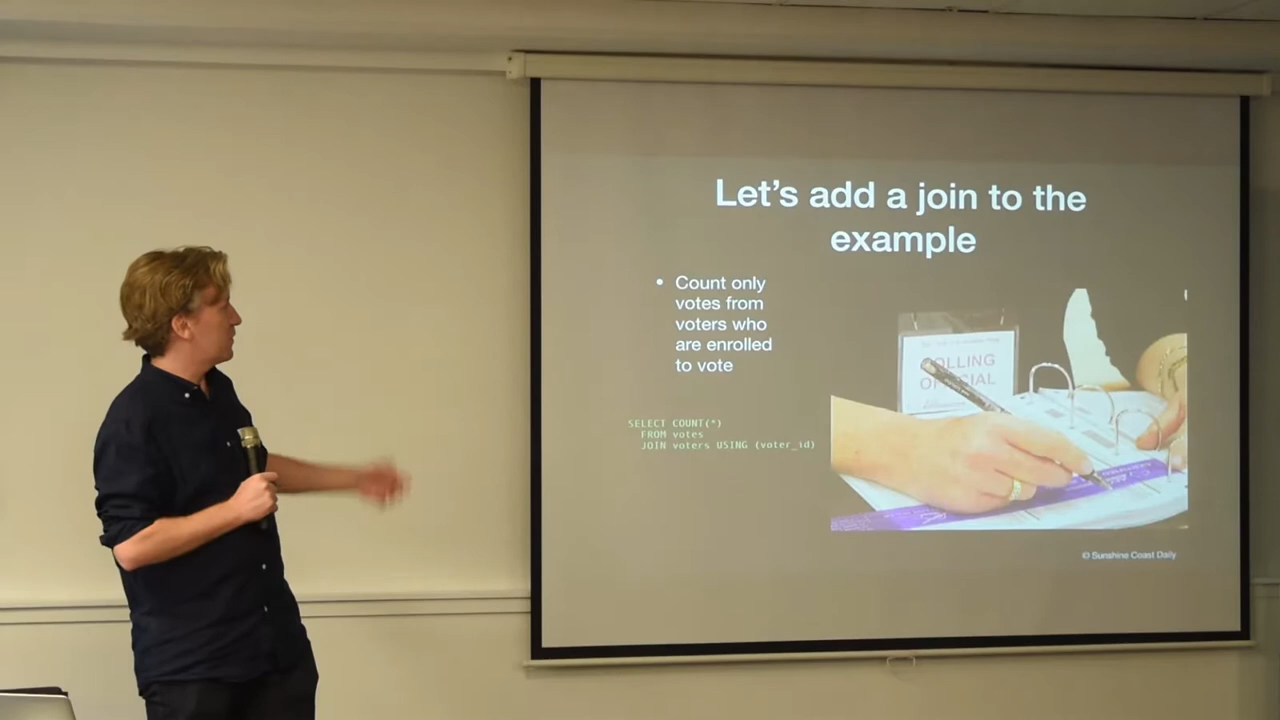 Let's add a join to the
example
• Count only
votes from
voters who
are enrolled
to vote
SELECT COUNT(*)
FROM votes
JOIN voters USING (voter_id)
POLLING
OFFICIAL
© Sunshine Coast Daily